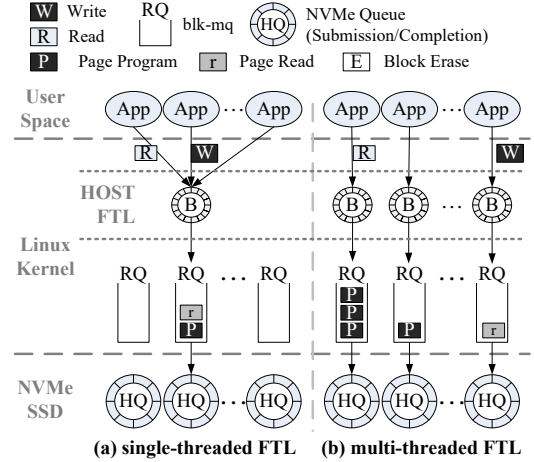 W Write RQ blk-mq HQ NVMe Queue
R Read (Submission/Completion)
P Page Program r Page Read E Block Erase
User Space App App ... App App App ... App
R W R W
HOST FTL B B B ... B
Linux Kernel
RQ RQ ... RQ RQ RQ ... RQ
P
r P
P P P r
NVMe SSD HQ HQ ... HQ HQ HQ ... HQ
(a) single-threaded FTL (b) multi-threaded FTL